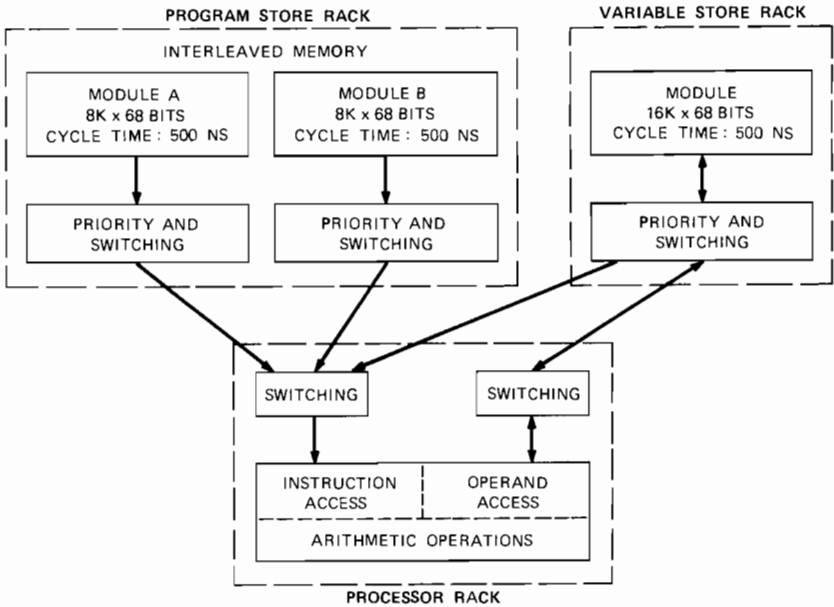 PROGRAM STORE RACK
INTERLEAVED MEMORY
MODULE A
8K x 68 BITS
CYCLE TIME: 500 NS
MODULE B
8K x 68 BITS
CYCLE TIME: 500 NS
PRIORITY AND
SWITCHING
PRIORITY AND
SWITCHING
VARIABLE STORE RACK
MODULE
16K x 68 BITS
CYCLE TIME: 500 NS
PRIORITY AND
SWITCHING
SWITCHING
SWITCHING
INSTRUCTION
ACCESS
OPERAND
ACCESS
ARITHMETIC OPERATIONS
PROCESSOR RACK